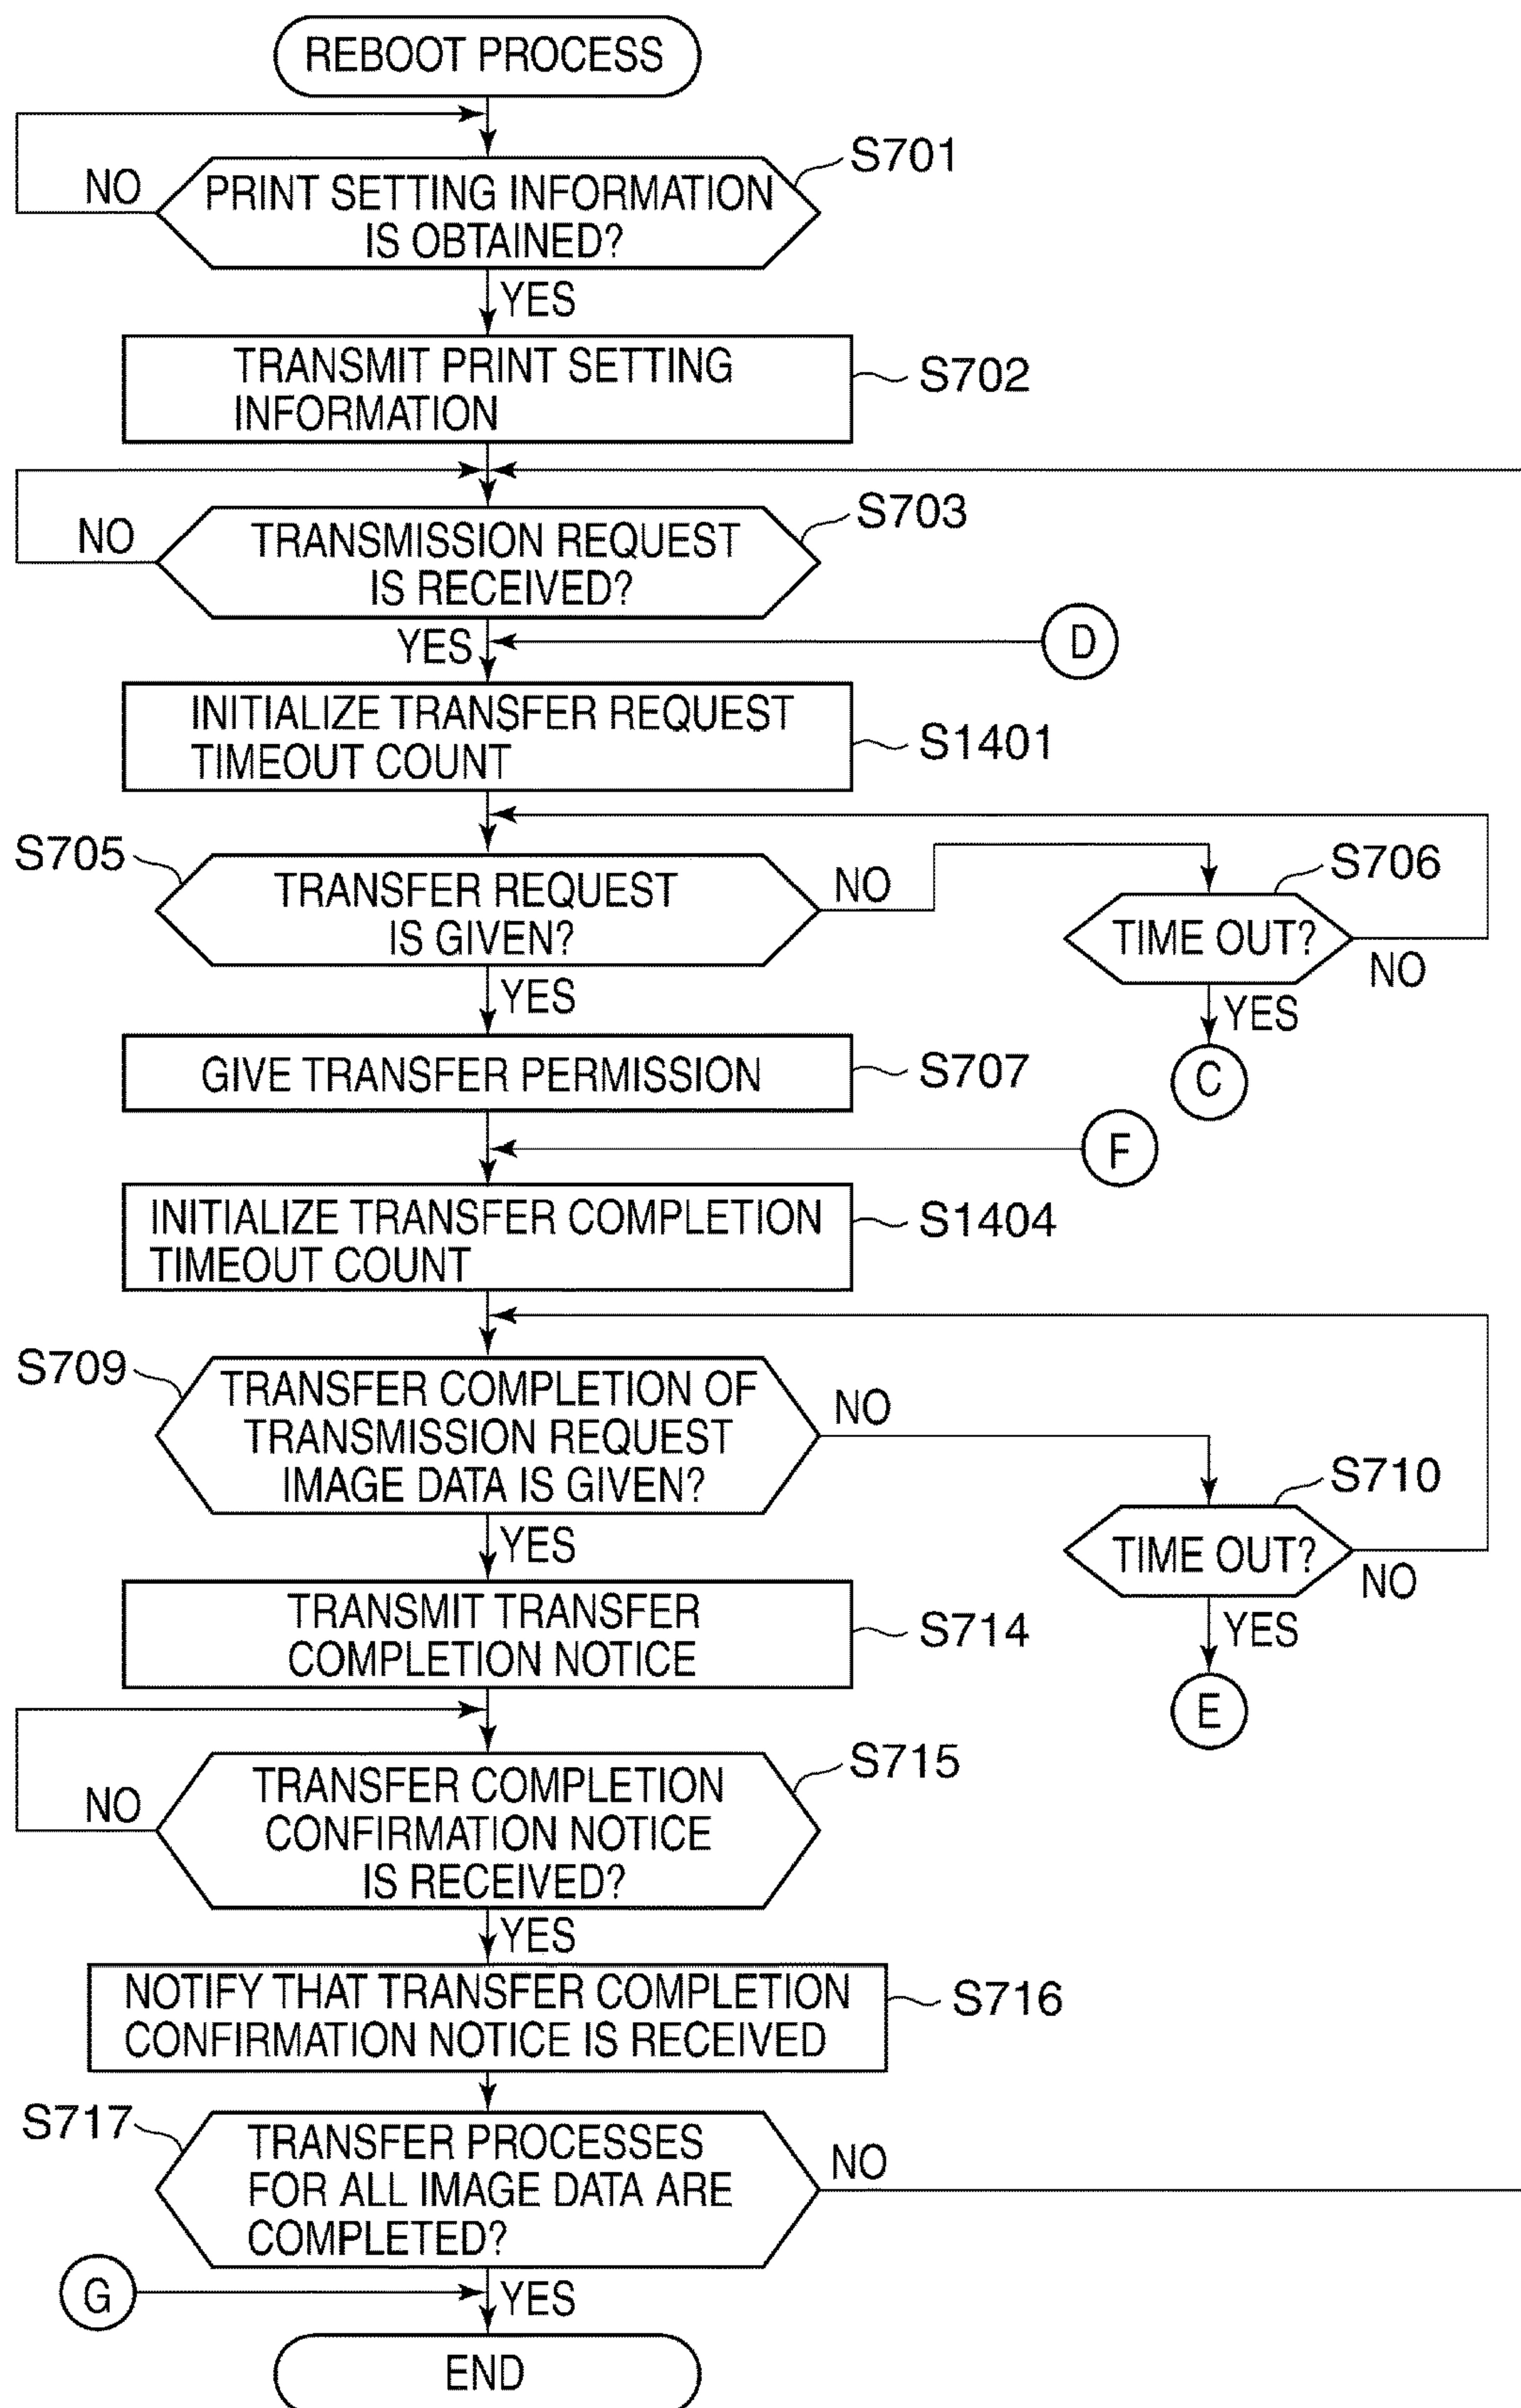 REBOOT PROCESS
S701
NO
PRINT SETTING INFORMATION
IS OBTAINED?
YES
TRANSMIT PRINT SETTING
INFORMATION
S702
S703
NO
TRANSMISSION REQUEST
IS RECEIVED?
YES
D
INITIALIZE TRANSFER REQUEST
TIMEOUT COUNT
S1401
S705
TRANSFER REQUEST
IS GIVEN?
NO
S706
TIME OUT?
NO
YES
YES
C
GIVE TRANSFER PERMISSION
S707
F
INITIALIZE TRANSFER COMPLETION
TIMEOUT COUNT
S1404
S709
TRANSFER COMPLETION OF
TRANSMISSION REQUEST
IMAGE DATA IS GIVEN?
NO
S710
TIME OUT?
NO
YES
YES
E
TRANSMIT TRANSFER
COMPLETION NOTICE
S714
S715
NO
TRANSFER COMPLETION
CONFIRMATION NOTICE
IS RECEIVED?
YES
NOTIFY THAT TRANSFER COMPLETION
CONFIRMATION NOTICE IS RECEIVED
S716
S717
TRANSFER PROCESSES
FOR ALL IMAGE DATA ARE
COMPLETED?
NO
G
YES
END